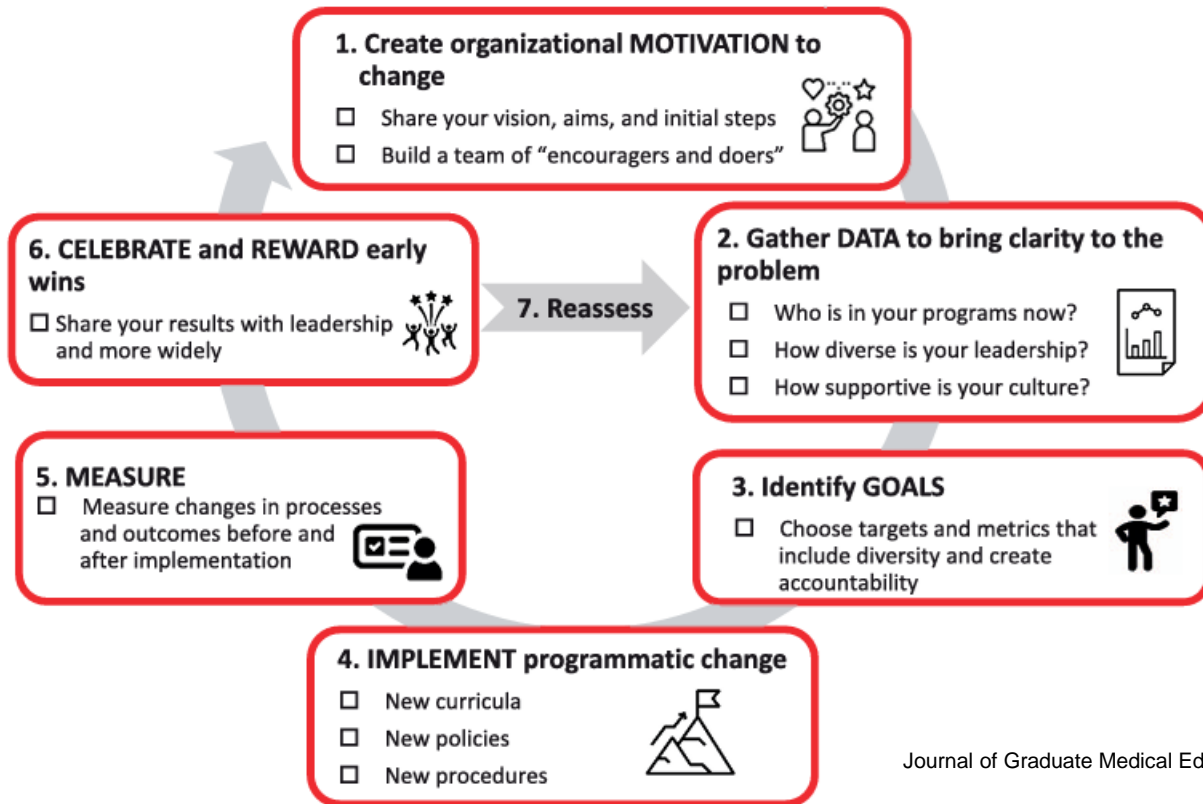 1. Create organizational MOTIVATION to
change
☐ Share your vision, aims, and initial steps
☐ Build a team of “encouragers and doers”
2. Gather DATA to bring clarity to the
problem
☐ Who is in your programs now?
☐ How diverse is your leadership?
☐ How supportive is your culture?
3. Identify GOALS
☐ Choose targets and metrics that
include diversity and create
accountability
4. IMPLEMENT programmatic change
☐ New curricula
☐ New policies
☐ New procedures
5. MEASURE
☐ Measure changes in processes
and outcomes before and
after implementation
6. CELEBRATE and REWARD early
wins
☐ Share your results with leadership
and more widely
7. Reassess
Journal of Graduate Medical Ed